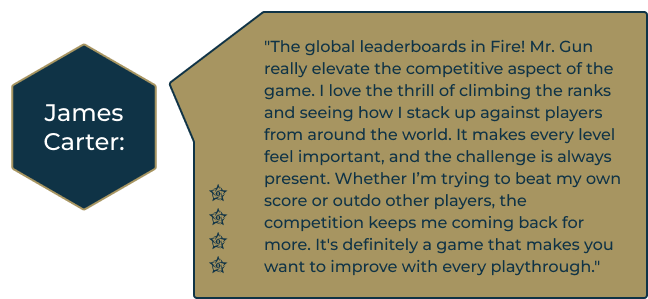 James
Carter:
"The global leaderboards in Fire! Mr. Gun
really elevate the competitive aspect of the
game. I love the thrill of climbing the ranks
and seeing how I stack up against players
from around the world. It makes every level
feel important, and the challenge is always
present. Whether I'm trying to beat my own
score or outdo other players, the
competition keeps me coming back for
more. It's definitely a game that makes you
want to improve with every playthrough."